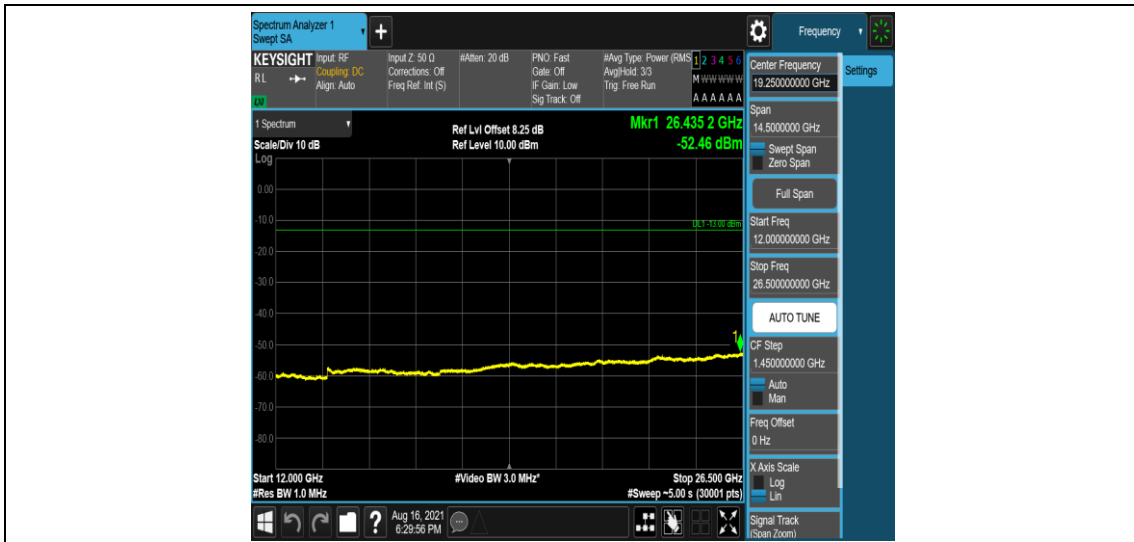 Spectrum Analyzer 1
Swept SA
+
Frequency
KEYSIGHT
RL
LM
Input: RF
Coupling: DC
Align: Auto
Input Z: 50 Ω
Corrections: Off
Freq Ref: Int (S)
#Atten: 20 dB
PNO: Fast
Gate: Off
IF Gain: Low
Sig Track: Off
#Avg Type: Power (RMS
Avg|Hold: 3/3
Trig: Free Run
1 2 3 4 5 6
M W W W W W
A A A A A A
1 Spectrum
Scale/Div 10 dB
Ref Lvl Offset 8.25 dB
Ref Level 10.00 dBm
Mkr1 26.435 2 GHz
-52.46 dBm
Log
0.00
-10.0
DL1 -13.00 dBm
-20.0
-30.0
-40.0
1
-50.0
-60.0
-70.0
-80.0
Start 12.000 GHz
#Res BW 1.0 MHz
#Video BW 3.0 MHz*
Stop 26.500 GHz
#Sweep ~5.00 s (30001 pts)
?
Aug 16, 2021
6:29:56 PM
Center Frequency
19.250000000 GHz
Settings
Span
14.5000000 GHz
Swept Span
Zero Span
Full Span
Start Freq
12.000000000 GHz
Stop Freq
26.500000000 GHz
AUTO TUNE
CF Step
1.450000000 GHz
Auto
Man
Freq Offset
0 Hz
X Axis Scale
Log
Lin
Signal Track
(Span Zoom)